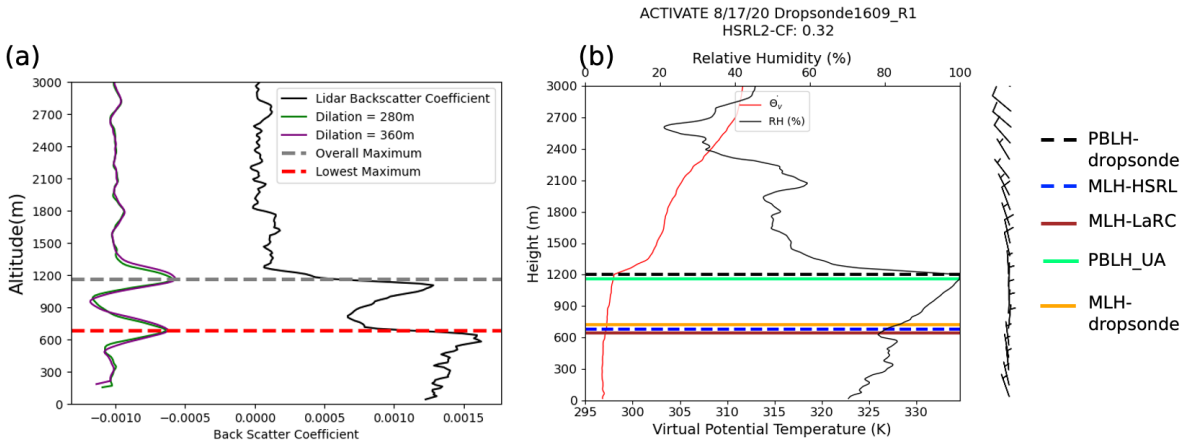 ACTIVATE 8/17/20 Dropsonde1609_R1
HSRL2-CF: 0.32
(a)
3000
2700
2400
2100
1800
1500
1200
900
600
300
0
Altitude(m)
Lidar Backscatter Coefficient
Dilation = 280m
Dilation = 360m
Overall Maximum
Lowest Maximum
−0.0010
−0.0005
0.0000
0.0005
0.0010
0.0015
Back Scatter Coefficient
(b)
Relative Humidity (%)
0
20
40
60
80
100
3000
2700
2400
2100
1800
1500
1200
900
600
300
0
Height (m)
Θ̇v
RH (%)
295
300
305
310
315
320
325
330
Virtual Potential Temperature (K)
PBLH-
dropsonde
MLH-HSRL
MLH-LaRC
PBLH_UA
MLH-
dropsonde